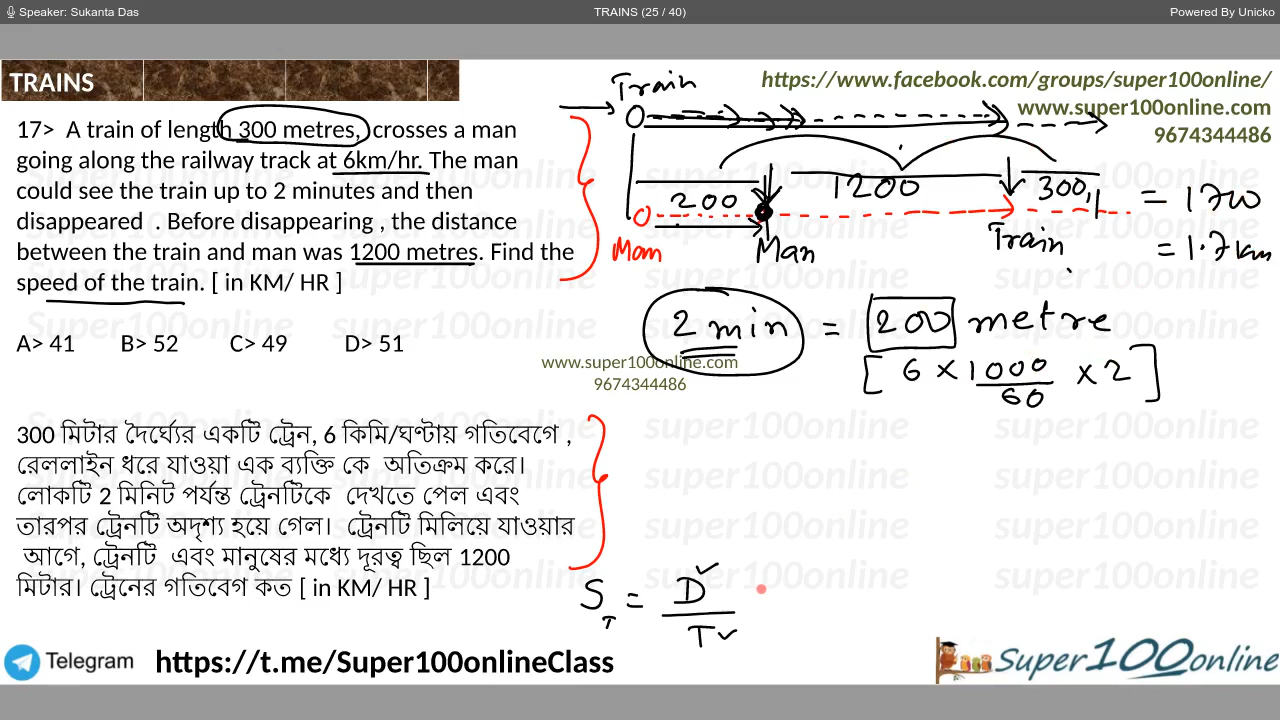 Speaker: Sukanta Das
TRAINS (25 / 40)
Powered By Unicko
TRAINS
https://www.facebook.com/groups/super100online/
www.super100online.com
9674344486
17> A train of length 300 metres, crosses a man
going along the railway track at 6km/hr. The man
could see the train up to 2 minutes and then
disappeared . Before disappearing , the distance
between the train and man was 1200 metres. Find the
speed of the train. [ in KM/ HR ]
A> 41 B> 52 C> 49 D> 51
Train
200 1200 300
= 1700
Man Man Train
= 1.7km
2 min = 200 metre
[ 6 × 1000/60 × 2 ]
www.super100online.com
9674344486
300 মিটার দৈর্ঘ্যের একটি ট্রেন, 6 কিমি/ঘণ্টায় গতিবেগে ,
রেললাইন ধরে যাওয়া এক ব্যক্তি কে অতিক্রম করে।
লোকটি 2 মিনিট পর্যন্ত ট্রেনটিকে দেখতে পেল এবং
তারপর ট্রেনটি অদৃশ্য হয়ে গেল। ট্রেনটি মিলিয়ে যাওয়ার
আগে, ট্রেনটি এবং মানুষের মধ্যে দূরত্ব ছিল 1200
মিটার। ট্রেনের গতিবেগ কত [ in KM/ HR ]
S_T = D/T
Telegram https://t.me/Super100onlineClass
Super100online
super100online